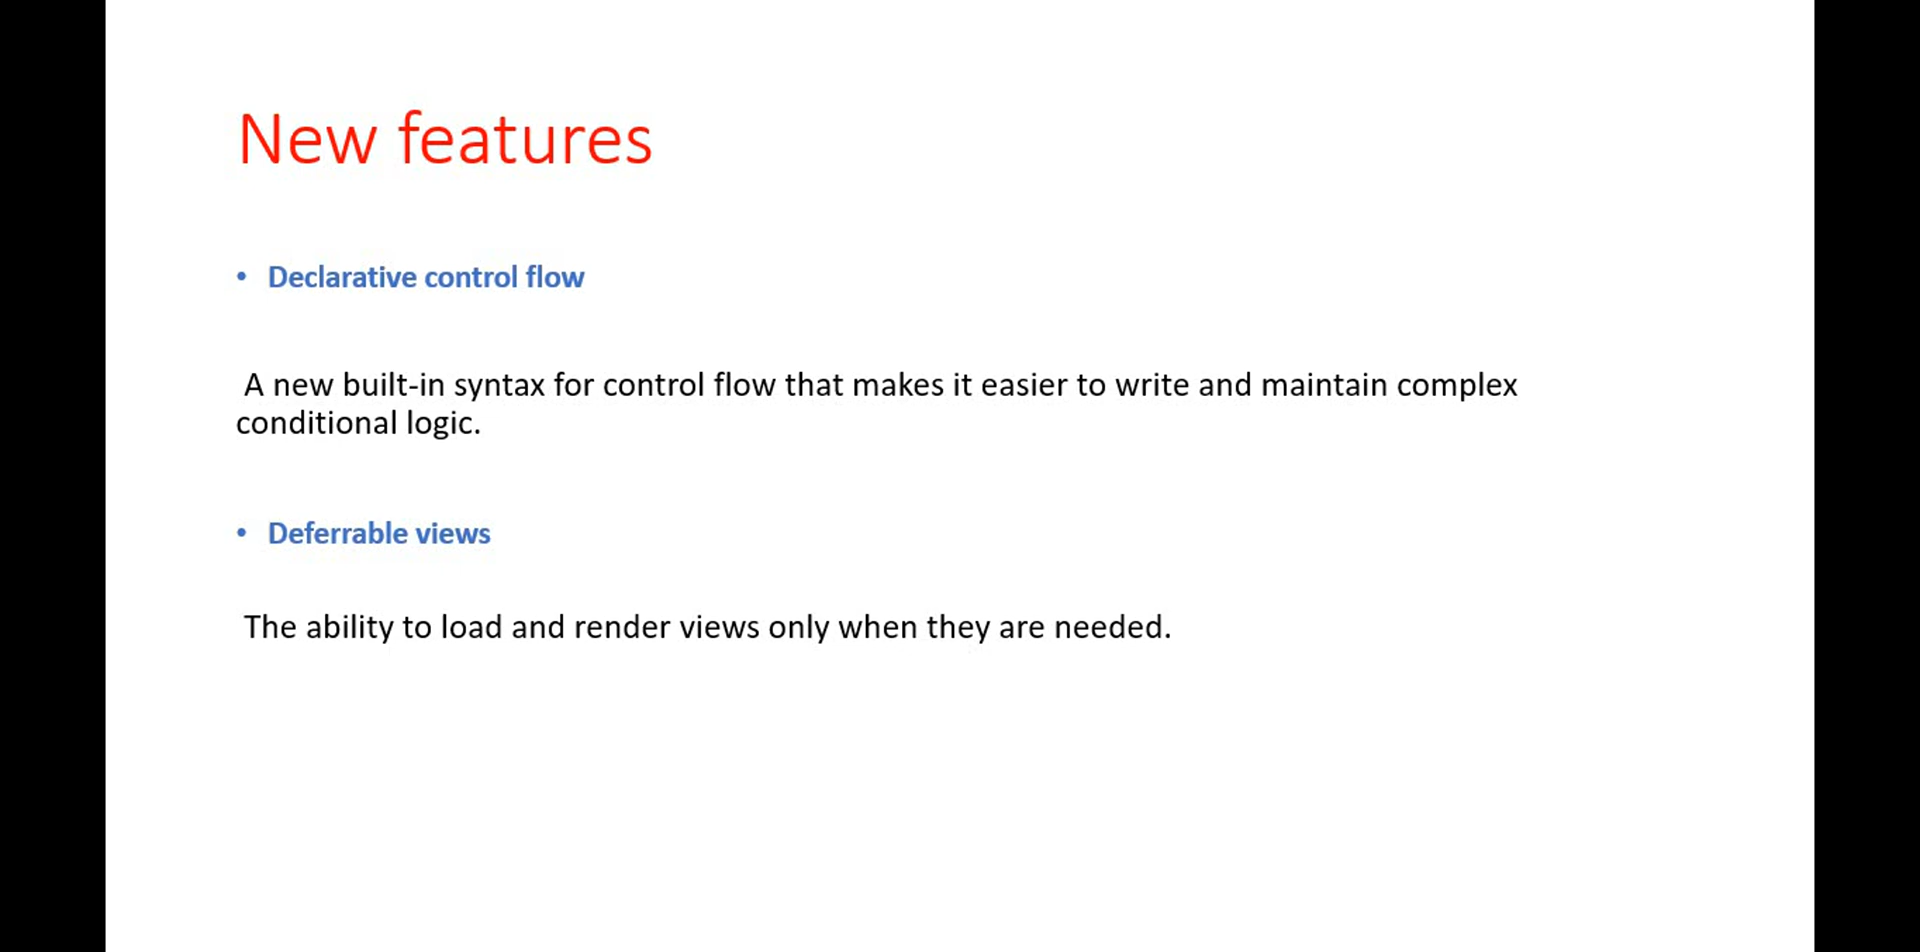 New features
• Declarative control flow
A new built-in syntax for control flow that makes it easier to write and maintain complex
conditional logic.
• Deferrable views
The ability to load and render views only when they are needed.